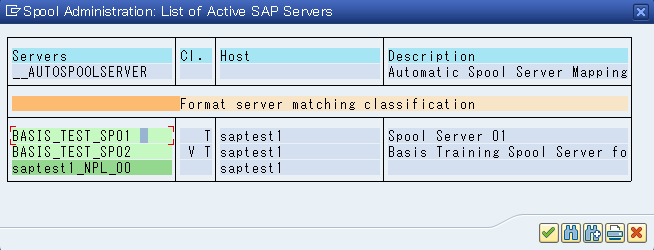 Spool Administration: List of Active SAP Servers
Servers Cl. Host Description
__AUTOSPOOLSERVER Automatic Spool Server Mapping
Format server matching classification
BASIS_TEST_SP01 T saptest1 Spool Server 01
BASIS_TEST_SP02 V T saptest1 Basis Training Spool Server fo
saptest1_NPL_00 saptest1